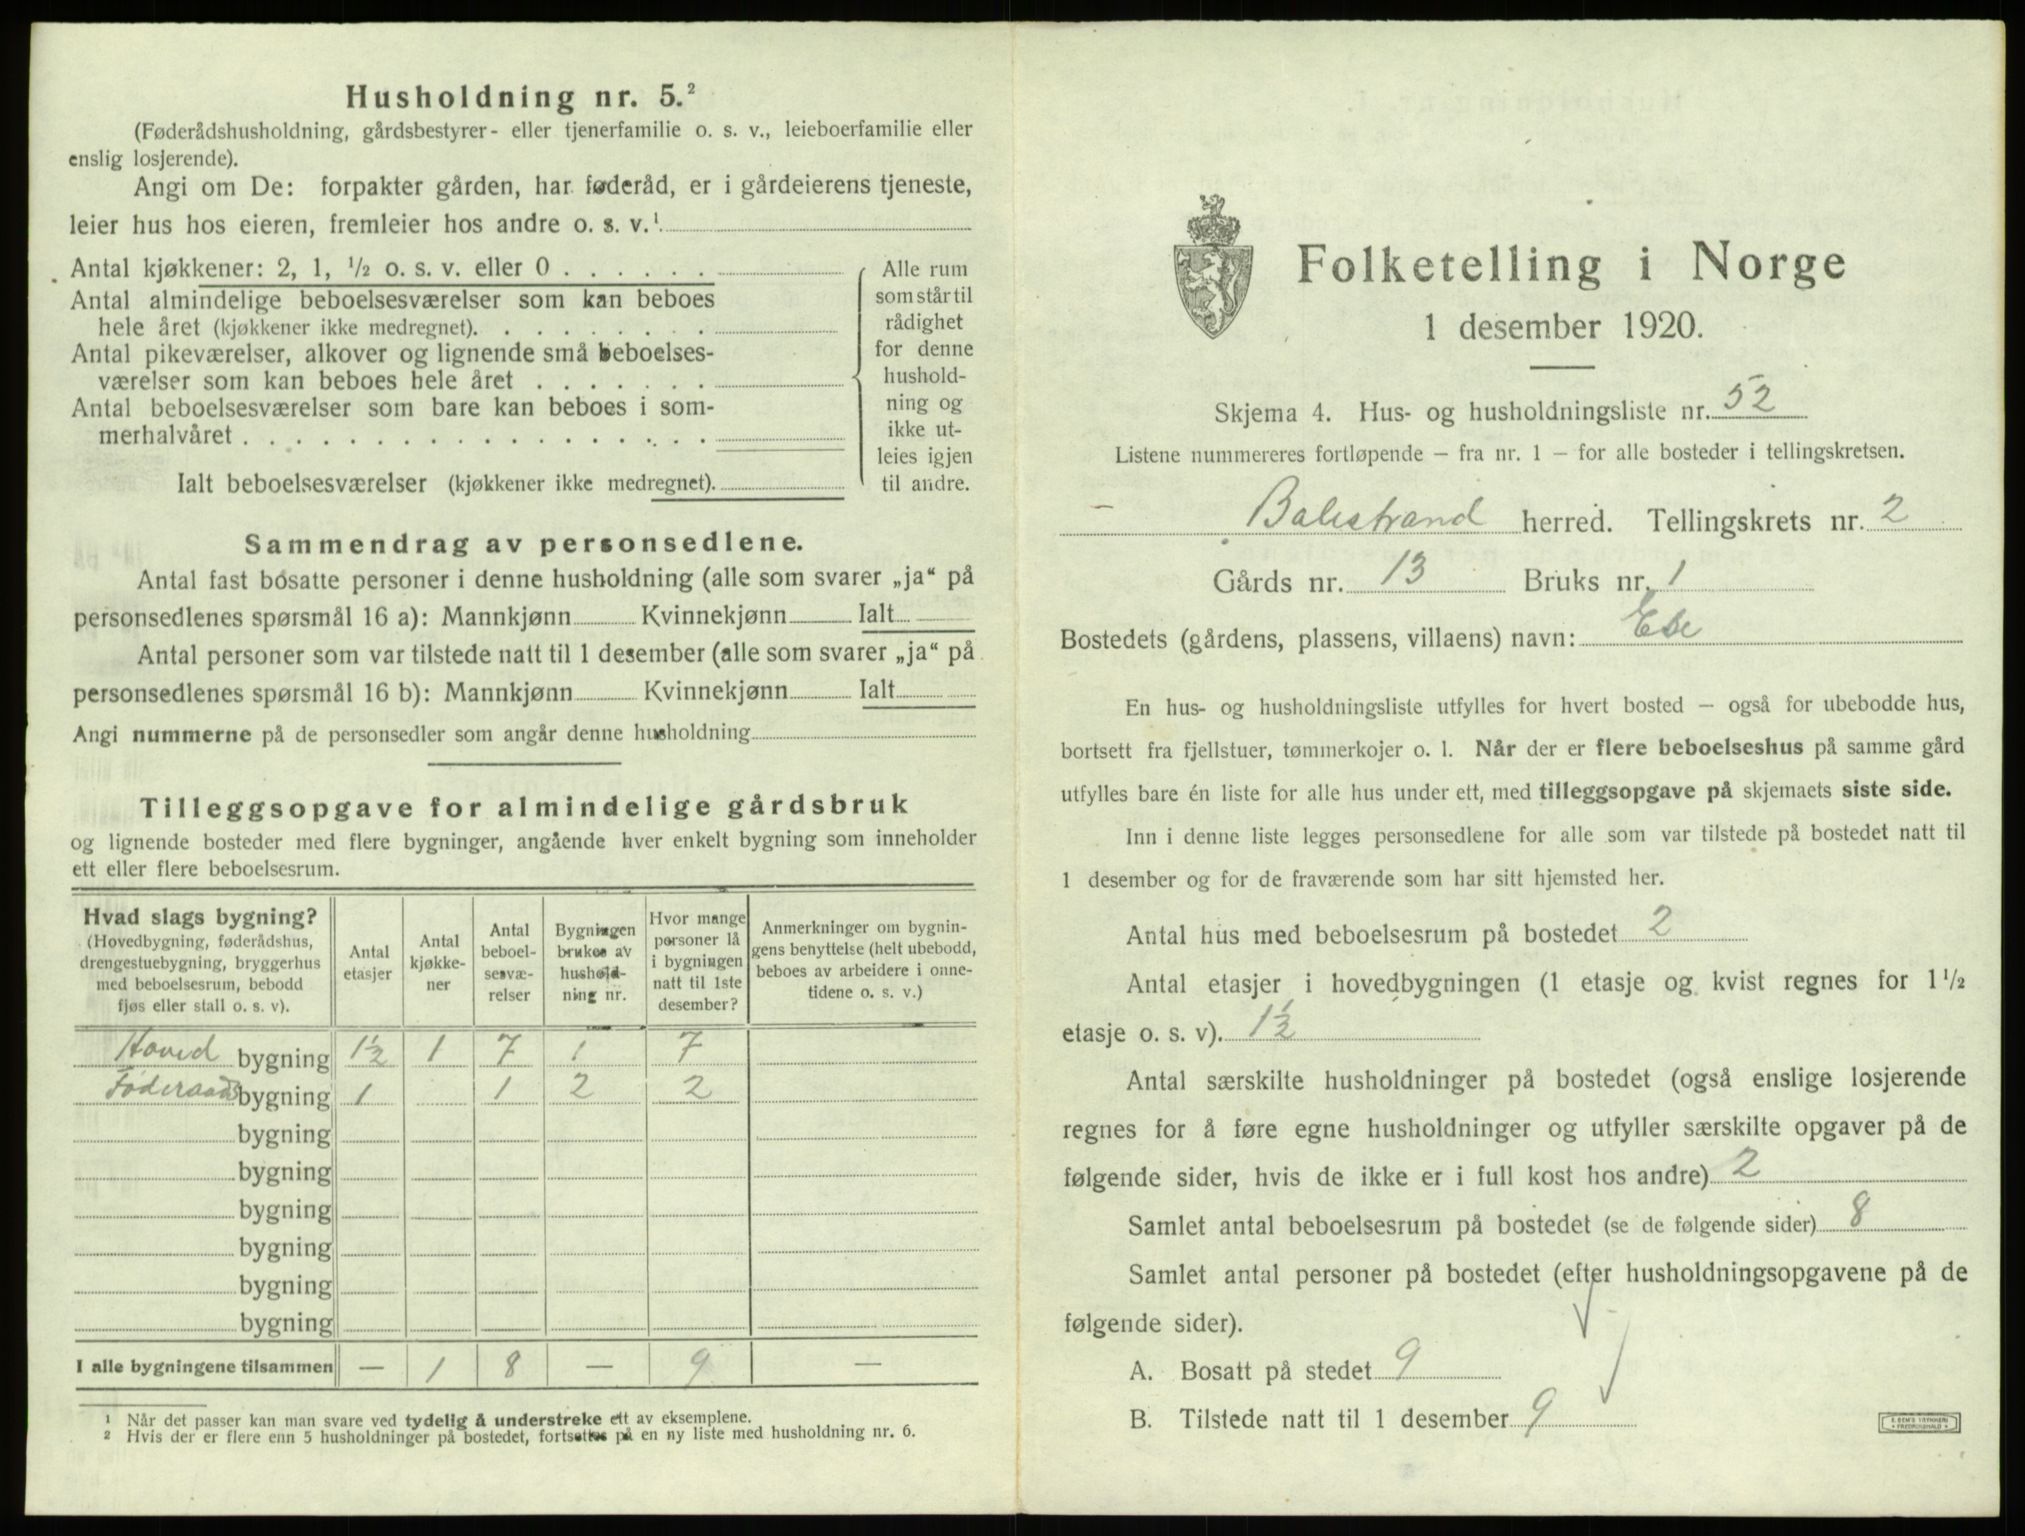 Husholdning nr. 5.²
(Føderådshusholdning, gårdsbestyrer- eller tjenerfamilie o. s. v., leieboerfamilie eller
enslig losjerende).
Angi om De: forpakter gården, har føderåd, er i gårdeierens tjeneste,
leier hus hos eieren, fremleier hos andre o. s. v.¹
Antal kjøkkener: 2, 1, ½ o. s. v. eller 0 . . . . . .
Antal almindelige beboelsesværelser som kan beboes
hele året (kjøkkener ikke medregnet). . . . . . . . .
Antal pikeværelser, alkover og lignende små beboelses-
værelser som kan beboes hele året . . . . . . .
Antal beboelsesværelser som bare kan beboes i som-
merhalvåret . . . . . . . . . . . . . . . . . .
Ialt beboelsesværelser (kjøkkener ikke medregnet).
Alle rum
som står til
rådighet
for denne
hushold-
ning og
ikke ut-
leies igjen
til andre.
Sammendrag av personsedlene.
Antal fast bosatte personer i denne husholdning (alle som svarer „ja“ på
personsedlenes spørsmål 16 a): Mannkjønn Kvinnekjønn Ialt
Antal personer som var tilstede natt til 1 desember (alle som svarer „ja“ på
personsedlenes spørsmål 16 b): Mannkjønn Kvinnekjønn Ialt
Angi nummerne på de personsedler som angår denne husholdning
Tilleggsopgave for almindelige gårdsbruk
og lignende bosteder med flere bygninger, angående hver enkelt bygning som inneholder
ett eller flere beboelsesrum.
Hvad slags bygning?
(Hovedbygning, føderådshus,
drengestuebygning, bryggerhus
med beboelsesrum, bebodd
fjøs eller stall o. s. v).
Antal
etasjer
Antal
kjøkke-
ner
Antal
beboel-
sesvæ-
relser
Bygningen
brukes av
hushold-
ning nr.
Hvor mange
personer lå
i bygningen
natt til 1ste
desember?
Anmerkninger om bygnin-
gens benyttelse (helt ubebodd,
beboes av arbeidere i onne-
tidene o. s. v.)
Hoved bygning 1½ 1 7 1 7
Føderaads bygning 1 1 2 2
bygning
bygning
bygning
bygning
bygning
bygning
I alle bygningene tilsammen — 1 8 — 9 —
¹ Når det passer kan man svare ved tydelig å understreke ett av eksemplene.
² Hvis der er flere enn 5 husholdninger på bostedet, fortsettes på en ny liste med husholdning nr. 6.
Folketelling i Norge
1 desember 1920.
Skjema 4. Hus- og husholdningsliste nr. 52
Listene nummereres fortløpende – fra nr. 1 – for alle bosteder i tellingskretsen.
Balestrand herred. Tellingskrets nr. 2
Gårds nr. 13 Bruks nr. 1
Bostedets (gårdens, plassens, villaens) navn: Ese
En hus- og husholdningsliste utfylles for hvert bosted – også for ubebodde hus,
bortsett fra fjellstuer, tømmerkojer o. l. Når der er flere beboelseshus på samme gård
utfylles bare én liste for alle hus under ett, med tilleggsopgave på skjemaets siste side.
Inn i denne liste legges personsedlene for alle som var tilstede på bostedet natt til
1 desember og for de fraværende som har sitt hjemsted her.
Antal hus med beboelsesrum på bostedet 2
Antal etasjer i hovedbygningen (1 etasje og kvist regnes for 1½
etasje o. s. v). 1½
Antal særskilte husholdninger på bostedet (også enslige losjerende
regnes for å føre egne husholdninger og utfyller særskilte opgaver på de
følgende sider, hvis de ikke er i full kost hos andre) 2
Samlet antal beboelsesrum på bostedet (se de følgende sider) 8
Samlet antal personer på bostedet (efter husholdningsopgavene på de
følgende sider).
A. Bosatt på stedet 9
B. Tilstede natt til 1 desember 9